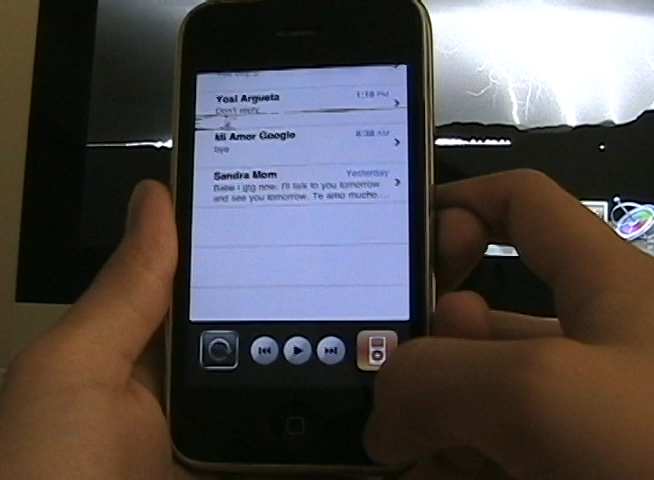 Yosi Argueta 1:18 PM
Don't reply
Mi Amor Google 8:38 AM
bye
Sandra Mom Yesterday
Babe i gtg now. I'll talk to you tomorrow
and see you tomorrow. Te amo mucho ...